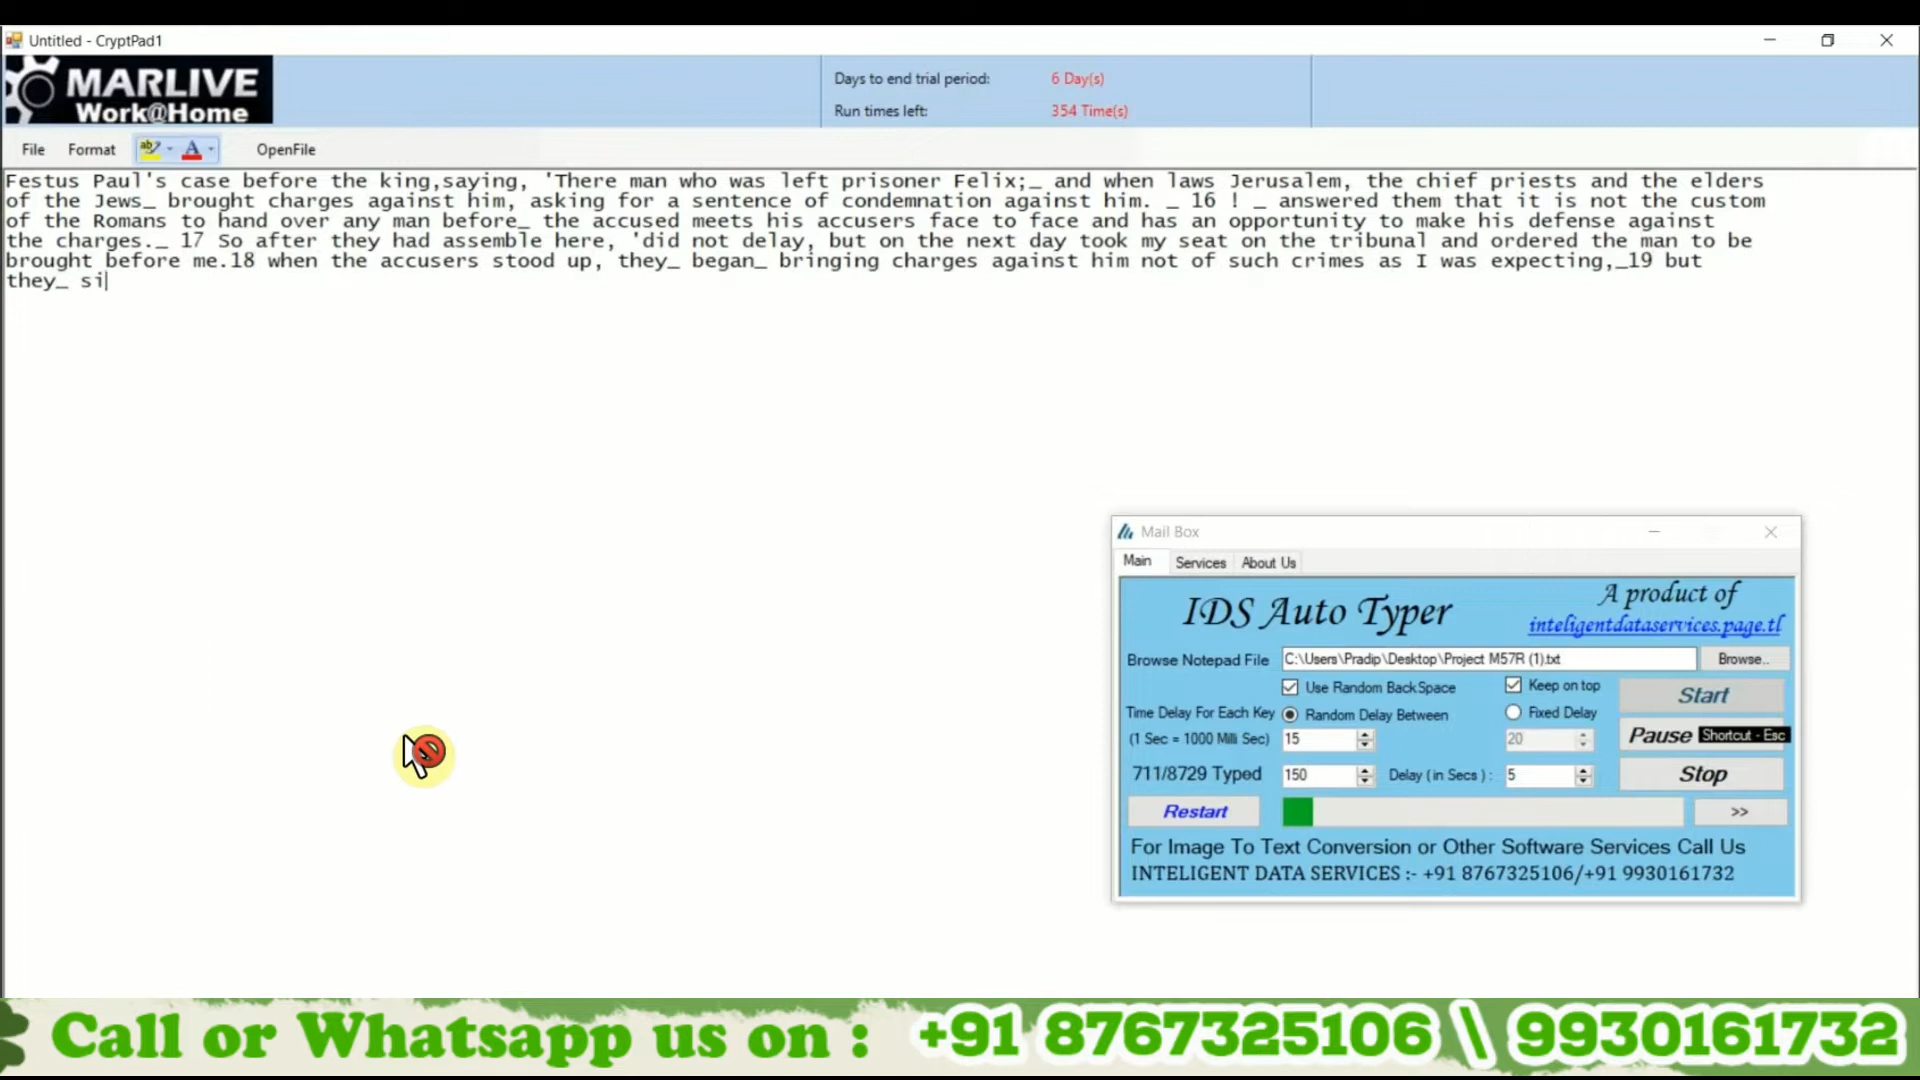 Untitled - CryptPad1
MARLIVE
Work@Home
Days to end trial period: 6 Day(s)
Run times left: 354 Time(s)
File Format OpenFile
Festus Paul's case before the king,saying, 'There man who was left prisoner Felix;_ and when laws Jerusalem, the chief priests and the elders
of the Jews_ brought charges against him, asking for a sentence of condemnation against him. _ 16 ! _ answered them that it is not the custom
of the Romans to hand over any man before_ the accused meets his accusers face to face and has an opportunity to make his defense against
the charges._ 17 So after they had assemble here, 'did not delay, but on the next day took my seat on the tribunal and ordered the man to be
brought before me.18 when the accusers stood up, 'they_ began_ bringing charges against him not of such crimes as I was expecting,_19 but
they_ si
Mail Box
Main Services About Us
IDS Auto Typer
A product of
inteligentdataservices.page.tl
Browse Notepad File C:\Users\Pradip\Desktop\Project M57R (1).txt Browse..
Use Random BackSpace Keep on top Start
Time Delay For Each Key Random Delay Between Fixed Delay
(1 Sec = 1000 Milli Sec) 15 20 Pause Shortcut - Esc
711/8729 Typed 150 Delay ( in Secs ) : 5 Stop
Restart >>
For Image To Text Conversion or Other Software Services Call Us
INTELIGENT DATA SERVICES :- +91 8767325106/+91 9930161732
Call or Whatsapp us on : +91 8767325106 \ 9930161732